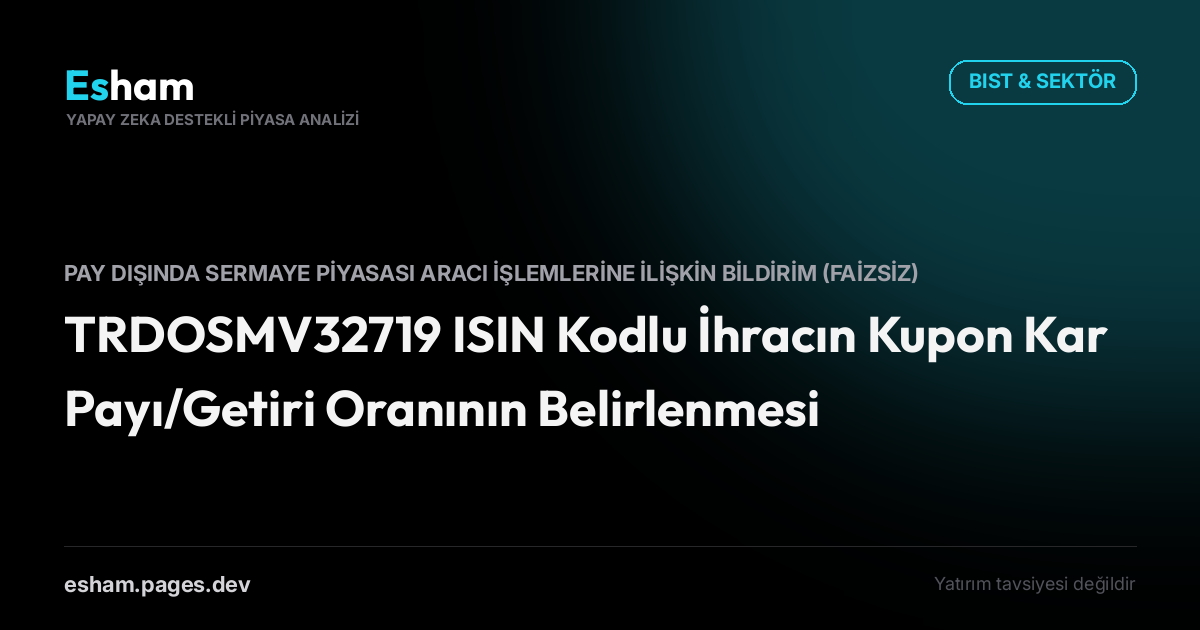 Esham
YAPAY ZEKA DESTEKLİ PİYASA ANALİZİ
BIST & SEKTÖR
PAY DIŞINDA SERMAYE PİYASASI ARACI İŞLEMLERİNE İLİŞKİN BİLDİRİM (FAİZSİZ)
TRDOSMV32719 ISIN Kodlu İhracın Kupon Kar
Payı/Getiri Oranının Belirlenmesi
esham.pages.dev
Yatırım tavsiyesi değildir